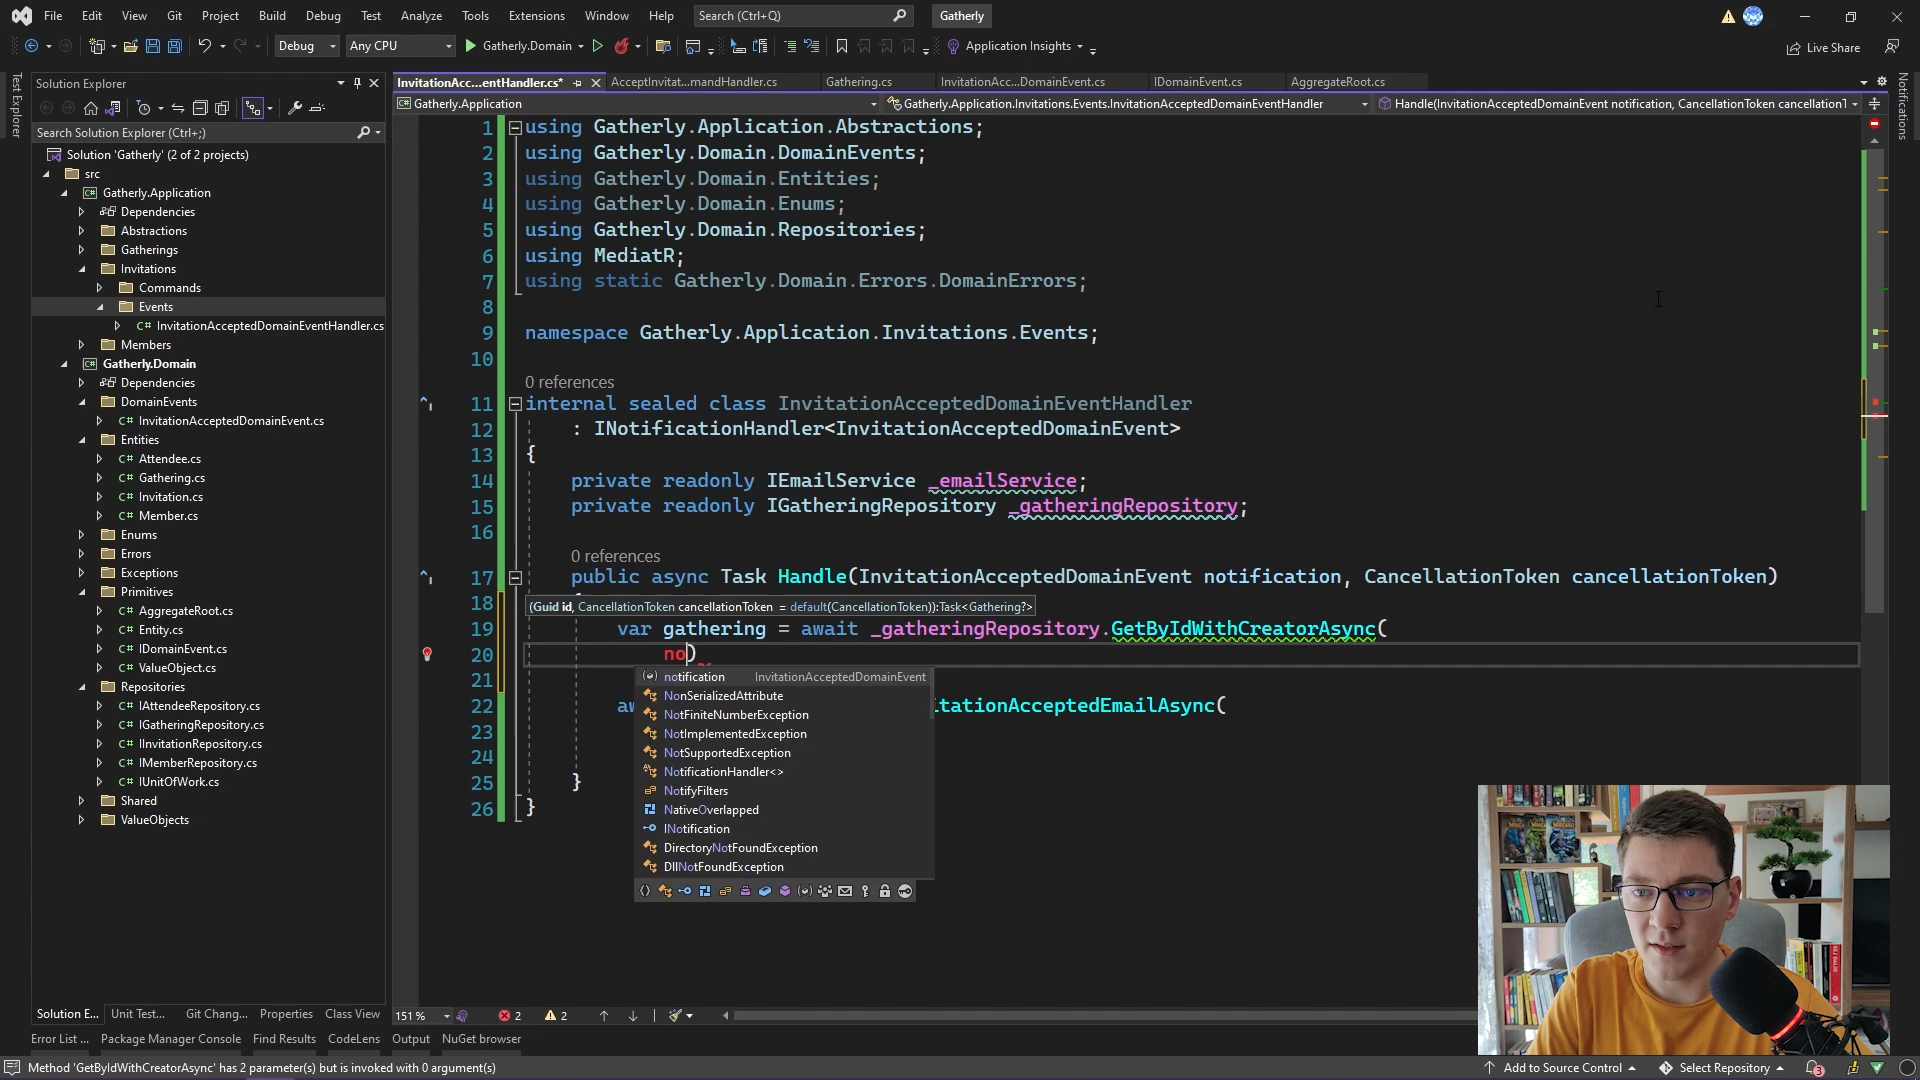 File Edit View Git Project Build Debug Test Analyze Tools Extensions Window Help Search (Ctrl+Q) Gatherly
Debug Any CPU Gatherly.Domain Application Insights Live Share
Test Explorer
Solution Explorer
Search Solution Explorer (Ctrl+;)
Solution 'Gatherly' (2 of 2 projects)
src
Gatherly.Application
Dependencies
Abstractions
Gatherings
Invitations
Commands
Events
InvitationAcceptedDomainEventHandler.cs
Members
Gatherly.Domain
Dependencies
DomainEvents
InvitationAcceptedDomainEvent.cs
Entities
Attendee.cs
Gathering.cs
Invitation.cs
Member.cs
Enums
Errors
Exceptions
Primitives
AggregateRoot.cs
Entity.cs
IDomainEvent.cs
ValueObject.cs
Repositories
IAttendeeRepository.cs
IGatheringRepository.cs
IInvitationRepository.cs
IMemberRepository.cs
IUnitOfWork.cs
Shared
ValueObjects
Solution E... Unit Test... Git Chang... Properties Class View
InvitationAcc...entHandler.cs* AcceptInvitat...mandHandler.cs Gathering.cs InvitationAcc...DomainEvent.cs IDomainEvent.cs AggregateRoot.cs
Gatherly.Application Gatherly.Application.Invitations.Events.InvitationAcceptedDomainEventHandler Handle(InvitationAcceptedDomainEvent notification, CancellationToken cancellationT
Notifications
1 using Gatherly.Application.Abstractions;
2 using Gatherly.Domain.DomainEvents;
3 using Gatherly.Domain.Entities;
4 using Gatherly.Domain.Enums;
5 using Gatherly.Domain.Repositories;
6 using MediatR;
7 using static Gatherly.Domain.Errors.DomainErrors;
8
9 namespace Gatherly.Application.Invitations.Events;
10
0 references
11 internal sealed class InvitationAcceptedDomainEventHandler
12 : INotificationHandler<InvitationAcceptedDomainEvent>
13 {
14 private readonly IEmailService _emailService;
15 private readonly IGatheringRepository _gatheringRepository;
16
0 references
17 public async Task Handle(InvitationAcceptedDomainEvent notification, CancellationToken cancellationToken)
18
(Guid id, CancellationToken cancellationToken = default(CancellationToken)):Task<Gathering?>
19 var gathering = await _gatheringRepository.GetByIdWithCreatorAsync(
20 no)
21
22 aw itationAcceptedEmailAsync(
23
24
25 }
26 }
notification InvitationAcceptedDomainEvent
NonSerializedAttribute
NotFiniteNumberException
NotImplementedException
NotSupportedException
NotificationHandler<>
NotifyFilters
NativeOverlapped
INotification
DirectoryNotFoundException
DllNotFoundException
151 % 2 2
Error List ... Package Manager Console Find Results CodeLens Output NuGet browser
Method 'GetByIdWithCreatorAsync' has 2 parameter(s) but is invoked with 0 argument(s) Add to Source Control Select Repository 3